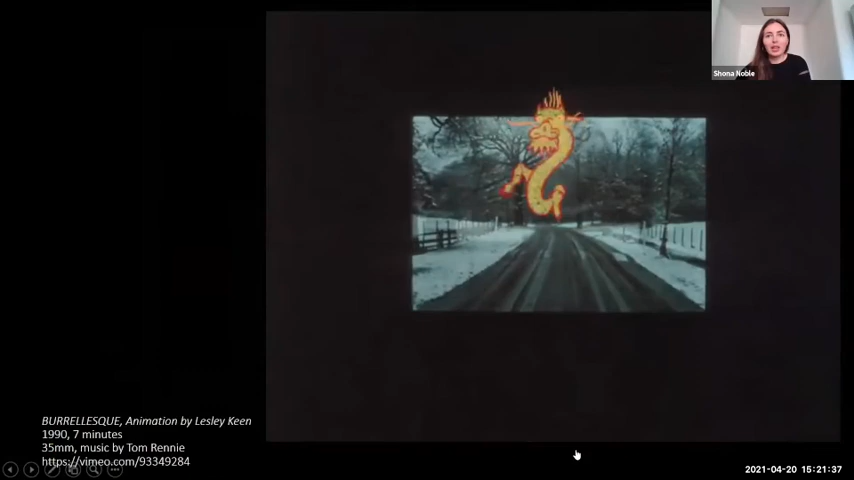 Shona Noble
BURRELLESQUE, Animation by Lesley Keen
1990, 7 minutes
35mm, music by Tom Rennie
https://vimeo.com/93349284
2021-04-20 15:21:37